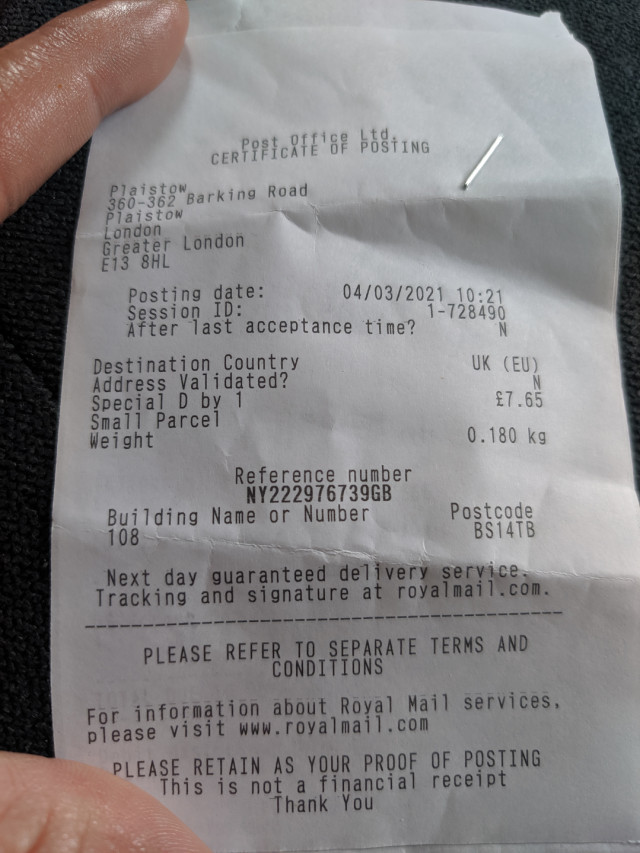 Post Office Ltd.
CERTIFICATE OF POSTING
Plaistow
360-362 Barking Road
Plaistow
London
Greater London
E13 8HL
Posting date: 04/03/2021 10:21
Session ID: 1-728490
After last acceptance time? N
Destination Country UK (EU)
Address Validated? N
Special D by 1 £7.65
Small Parcel
Weight 0.180 kg
Reference number
NY222976739GB
Building Name or Number Postcode
108 BS14TB
Next day guaranteed delivery service.
Tracking and signature at royalmail.com.
PLEASE REFER TO SEPARATE TERMS AND
CONDITIONS
For information about Royal Mail services,
please visit www.royalmail.com
PLEASE RETAIN AS YOUR PROOF OF POSTING
This is not a financial receipt
Thank You